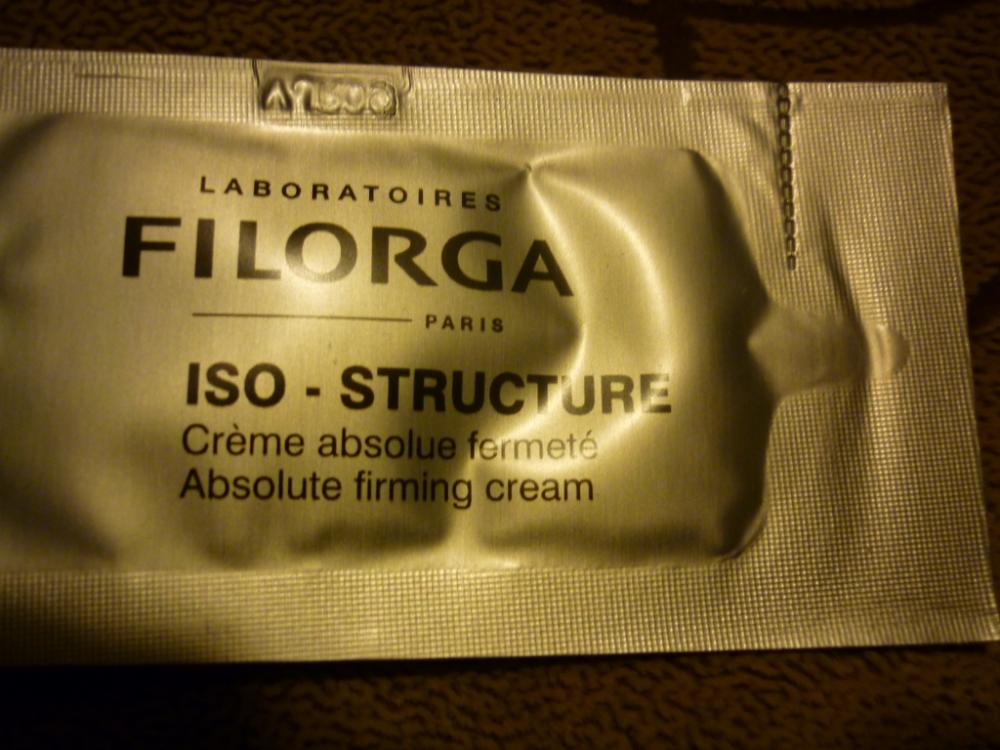 LABORATOIRES
FILORGA
PARIS
ISO - STRUCTURE
Crème absolue fermeté
Absolute firming cream